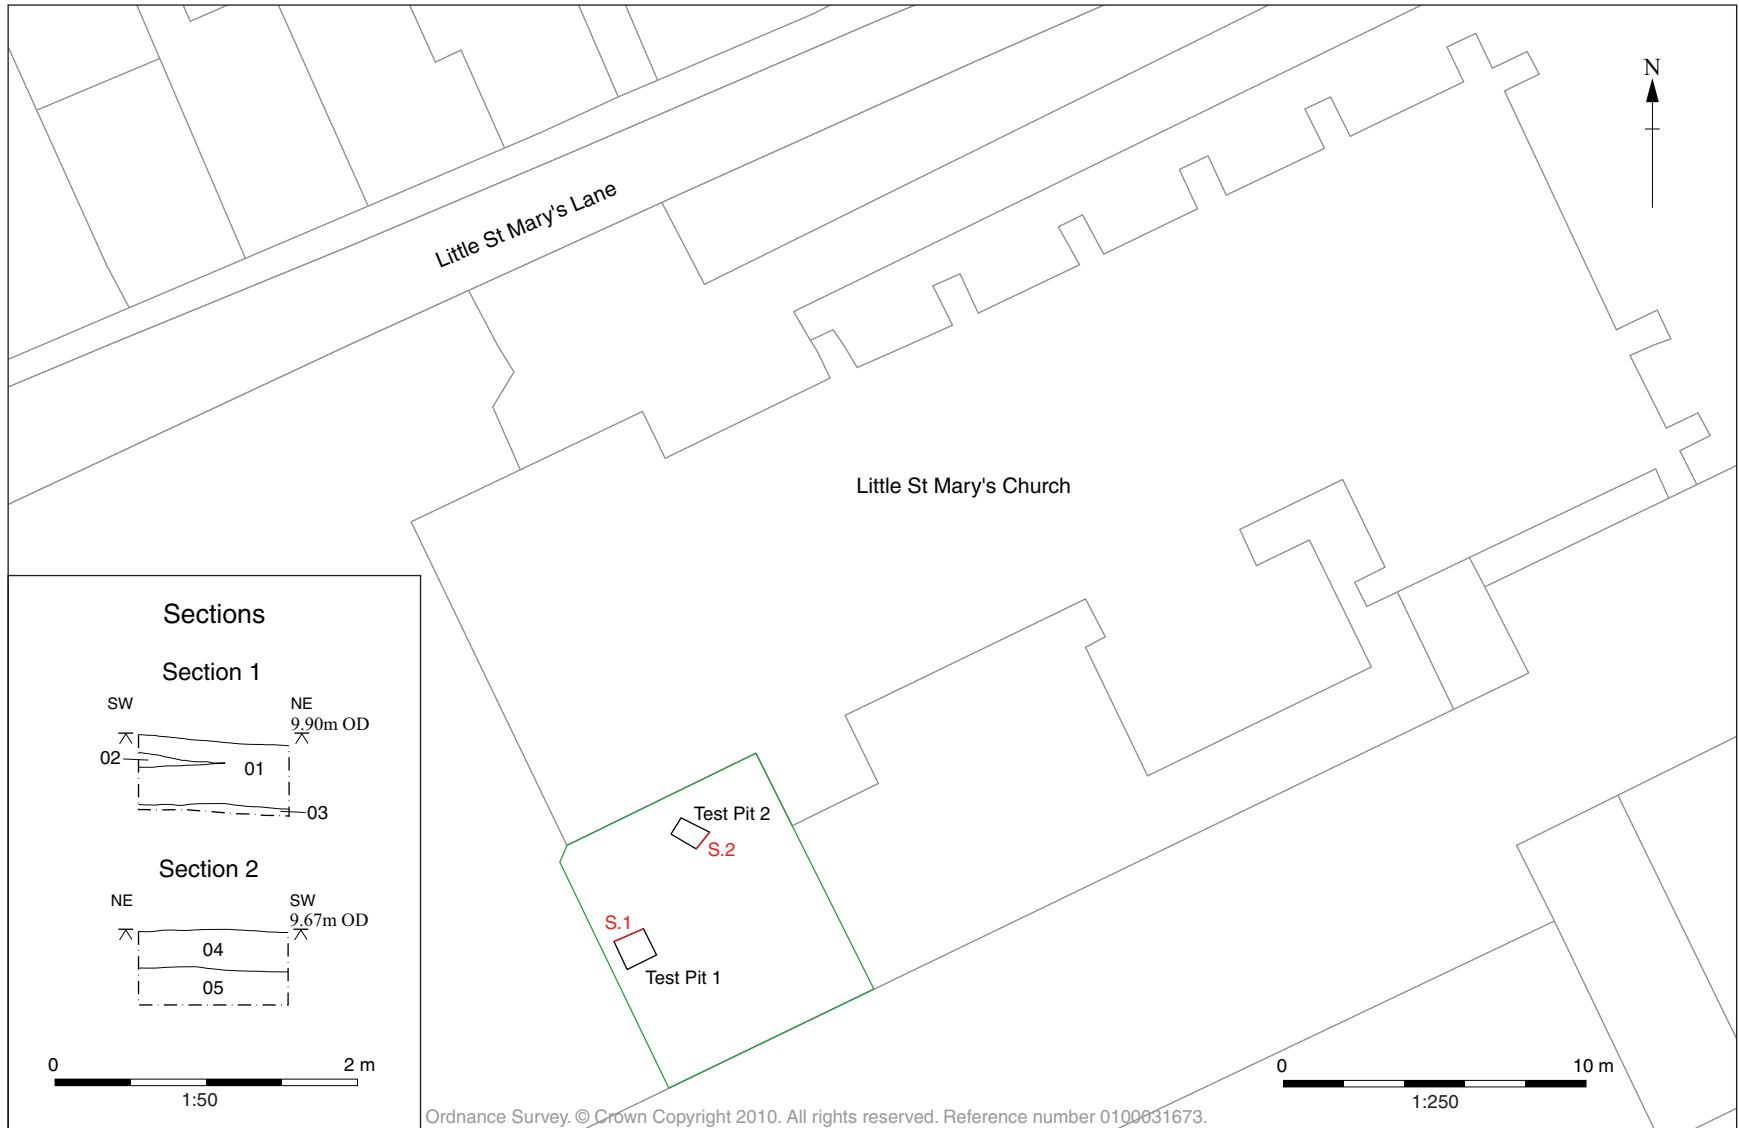 N
Little St Mary's Lane
Little St Mary's Church
Test Pit 2
S.2
S.1
Test Pit 1
Sections
Section 1
SW
NE
9.90m OD
02
01
03
Section 2
NE
SW
9.67m OD
04
05
0
2 m
1:50
0
10 m
1:250
Ordnance Survey. © Crown Copyright 2010. All rights reserved. Reference number 0100031673.